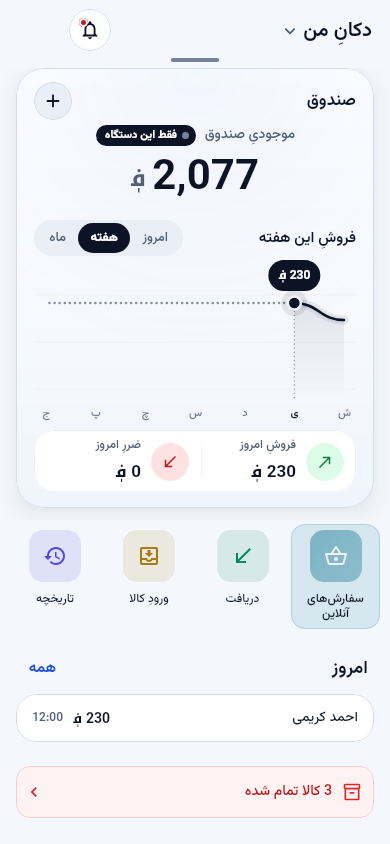 دکانِ من
صندوق
موجودیِ صندوق
فقط این دستگاه
2,077 ؋
فروشِ این هفته
امروز
هفته
ماه
230 ؋
ش
ی
د
س
چ
پ
ج
فروشِ امروز
230 ؋
ضررِ امروز
0 ؋
سفارش‌های
آنلاین
دریافت
ورودِ کالا
تاریخچه
امروز
همه
احمد کریمی
230 ؋
12:00
3 کالا تمام شده